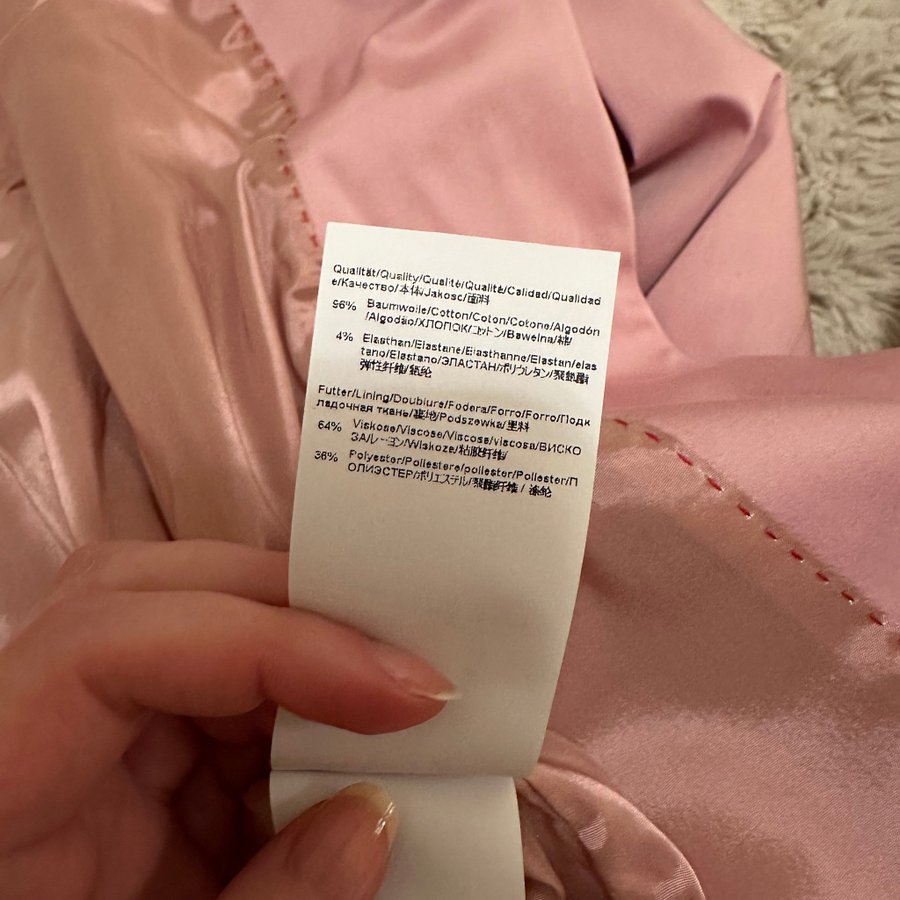 Qualität/Quality/Qualité/Qualità/Calidad/Qualidad
e/Качество/本体/Jakosc/面料
96% Baumwolle/Cotton/Coton/Cotone/Algodón
/Algodão/ХЛОПОК/コットン/Bawelna/棉
4% Elasthan/Elastane/Elasthanne/Elastan/elas
tano/Elastano/ЭЛАСТАН/ポリウレタン/聚氨酯
弹性纤维/氨纶
Futter/Lining/Doublure/Fodera/Forro/Forro/Подк
ладочная ткань/裏地/Podszewka/里料
64% Viskose/Viscose/Viscose/viscosa/ВИСКО
ЗА/レーヨン/Wiskoze/粘胶纤维
36% Polyester/Poliestere/poliester/Poliester/П
ОЛИЭСТЕР/ポリエステル/聚酯纤维 / 涤纶